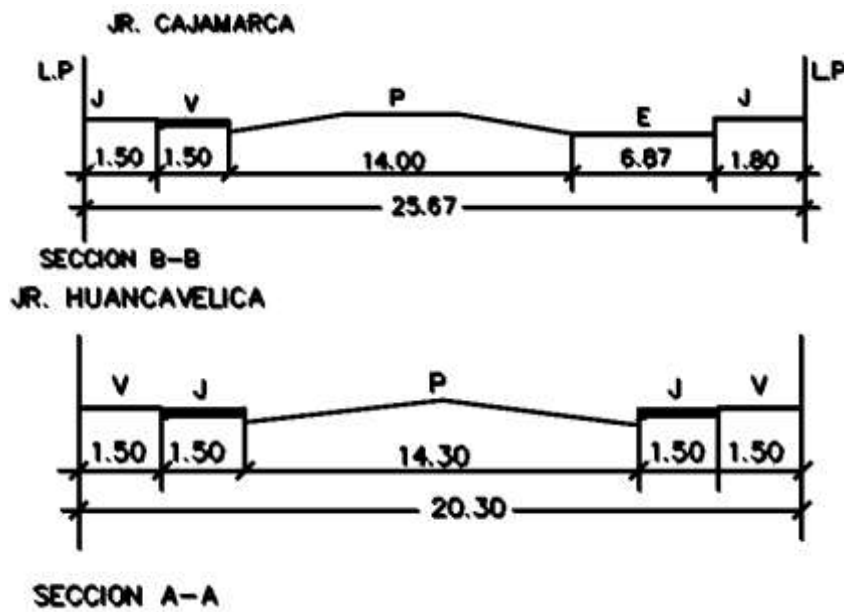 JR. CAJAMARCA
L.P L.P
J V P E J
1.50 1.50 14.00 6.87 1.80
25.67
SECCION B-B
JR. HUANCAVELICA
V J P J V
1.50 1.50 14.30 1.50 1.50
20.30
SECCION A-A